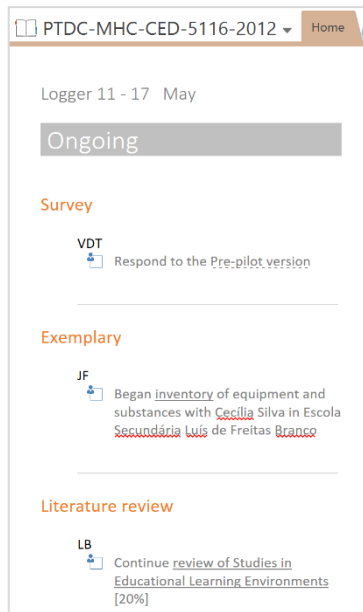 PTDC-MHC-CED-5116-2012
Home
Logger 11 - 17 May
Ongoing
Survey
VDT
Respond to the Pre-pilot version
Exemplary
JF
Began inventory of equipment and
substances with Cecília Silva in Escola
Secundária Luís de Freitas Branco
Literature review
LB
Continue review of Studies in
Educational Learning Environments
[20%]